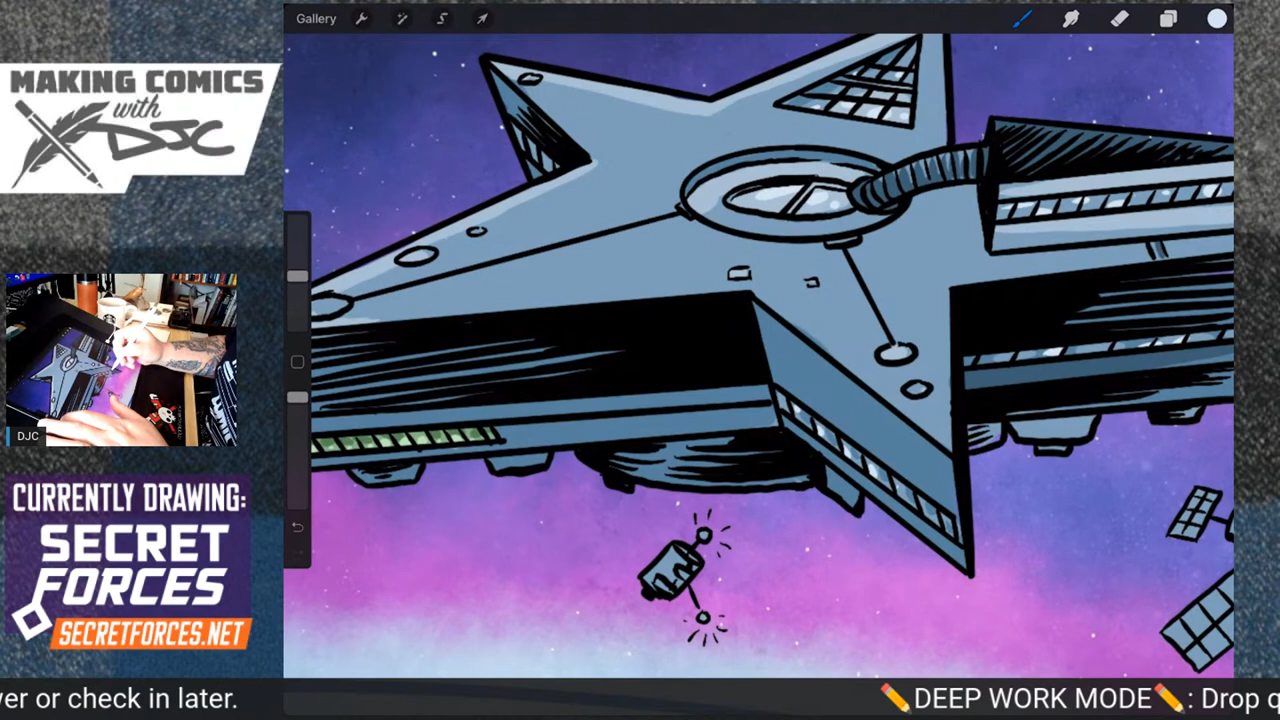 Gallery
MAKING COMICS
with
DJC
DJC
CURRENTLY DRAWING:
SECRET
FORCES
SECRETFORCES.NET
ver or check in later.
✏️DEEP WORK MODE✏️: Drop q